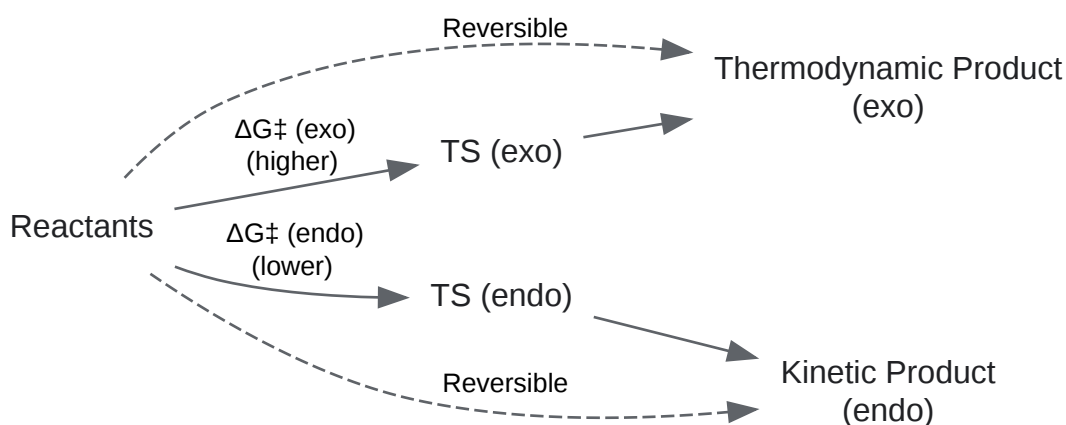 Reversible
Thermodynamic Product
(exo)
ΔG‡ (exo)
(higher)
TS (exo)
Reactants
ΔG‡ (endo)
(lower)
TS (endo)
Reversible
Kinetic Product
(endo)